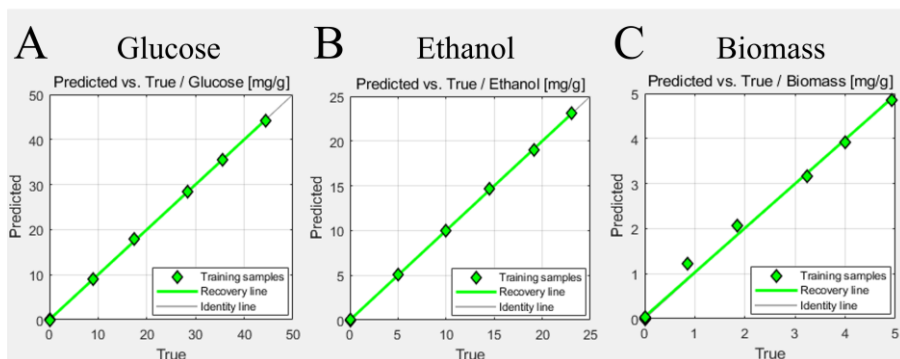 A Glucose
Predicted vs. True / Glucose [mg/g]
50
40
30
20
10
0
Predicted
0 10 20 30 40 50
True
Training samples
Recovery line
Identity line
B Ethanol
Predicted vs. True / Ethanol [mg/g]
25
20
15
10
5
0
Predicted
0 5 10 15 20 25
True
Training samples
Recovery line
Identity line
C Biomass
Predicted vs. True / Biomass [mg/g]
5
4
3
2
1
0
Predicted
0 1 2 3 4 5
True
Training samples
Recovery line
Identity line